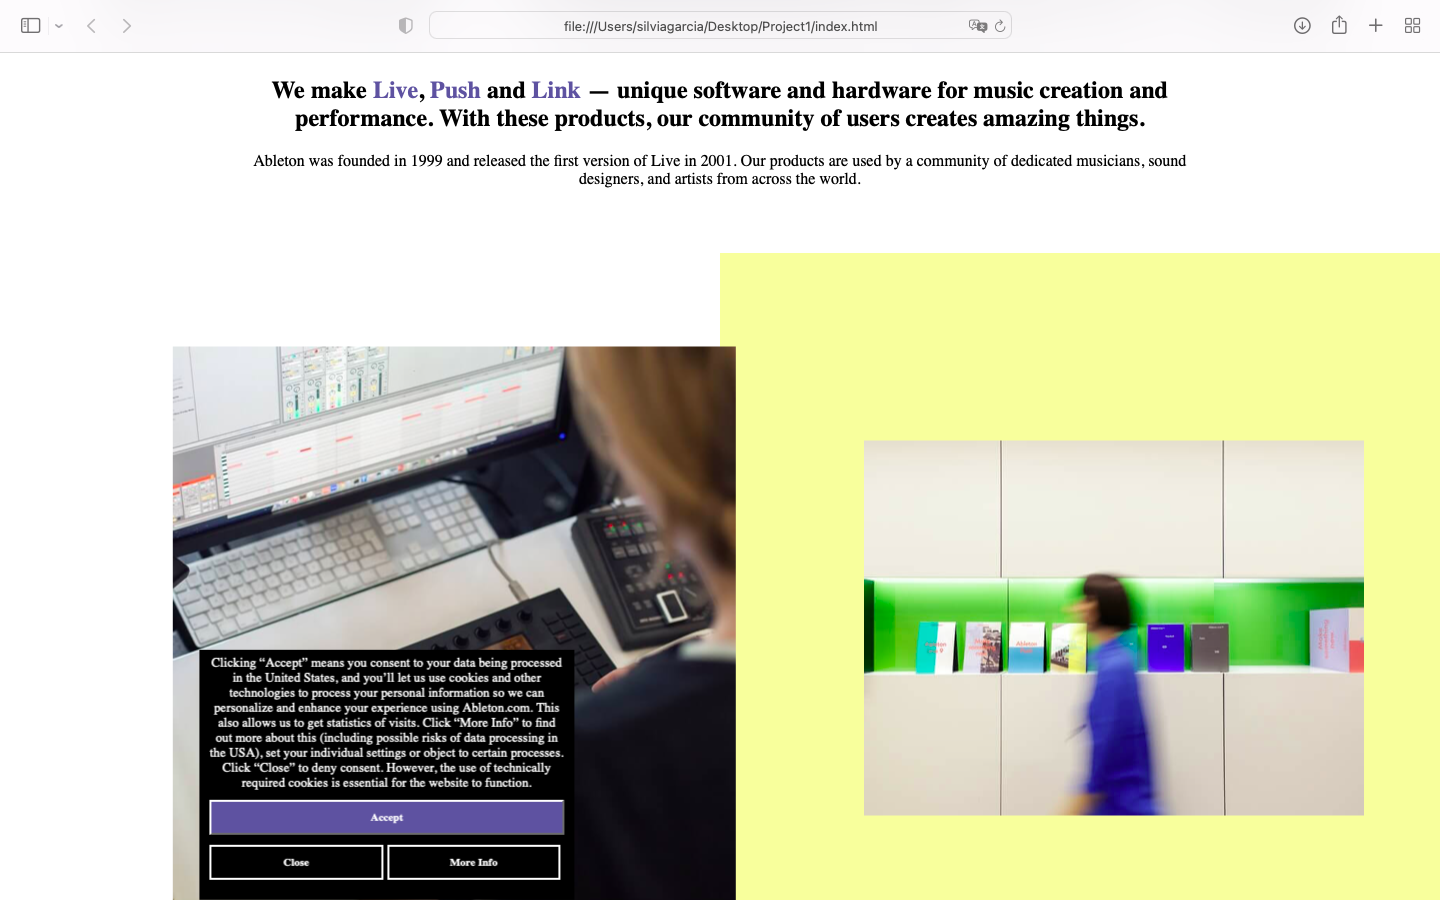 file:///Users/silviagarcia/Desktop/Project1/index.html
We make Live, Push and Link — unique software and hardware for music creation and
performance. With these products, our community of users creates amazing things.
Ableton was founded in 1999 and released the first version of Live in 2001. Our products are used by a community of dedicated musicians, sound
designers, and artists from across the world.
Clicking “Accept” means you consent to your data being processed
in the United States, and you’ll let us use cookies and other
technologies to process your personal information so we can
personalize and enhance your experience using Ableton.com. This
also allows us to get statistics of visits. Click “More Info” to find
out more about this (including possible risks of data processing in
the USA), set your individual settings or object to certain processes.
Click “Close” to deny consent. However, the use of technically
required cookies is essential for the website to function.
Accept
Close
More Info